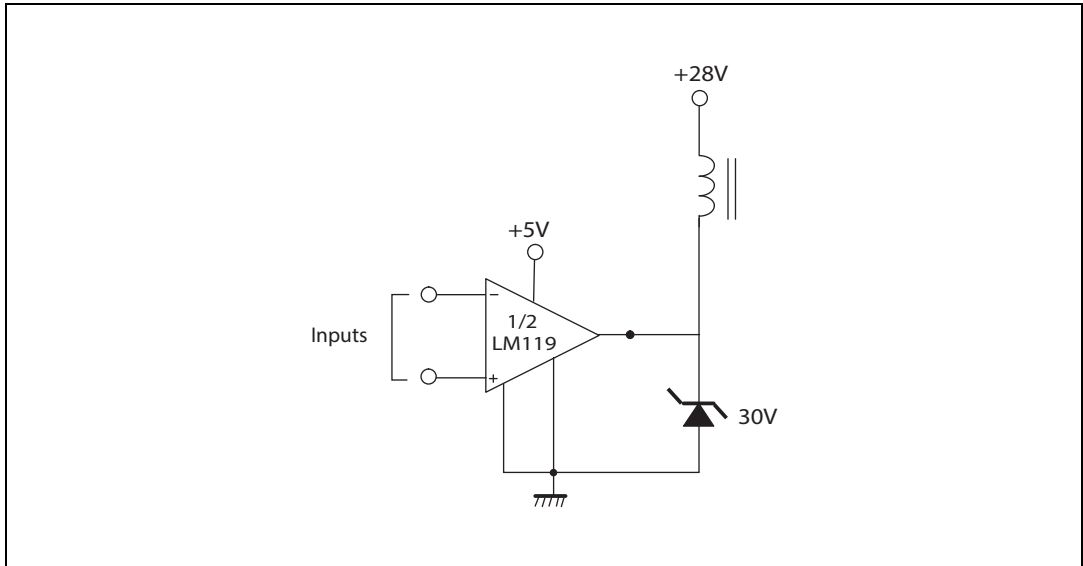 +28V
+5V
−
Inputs
1/2
LM119
+
30V